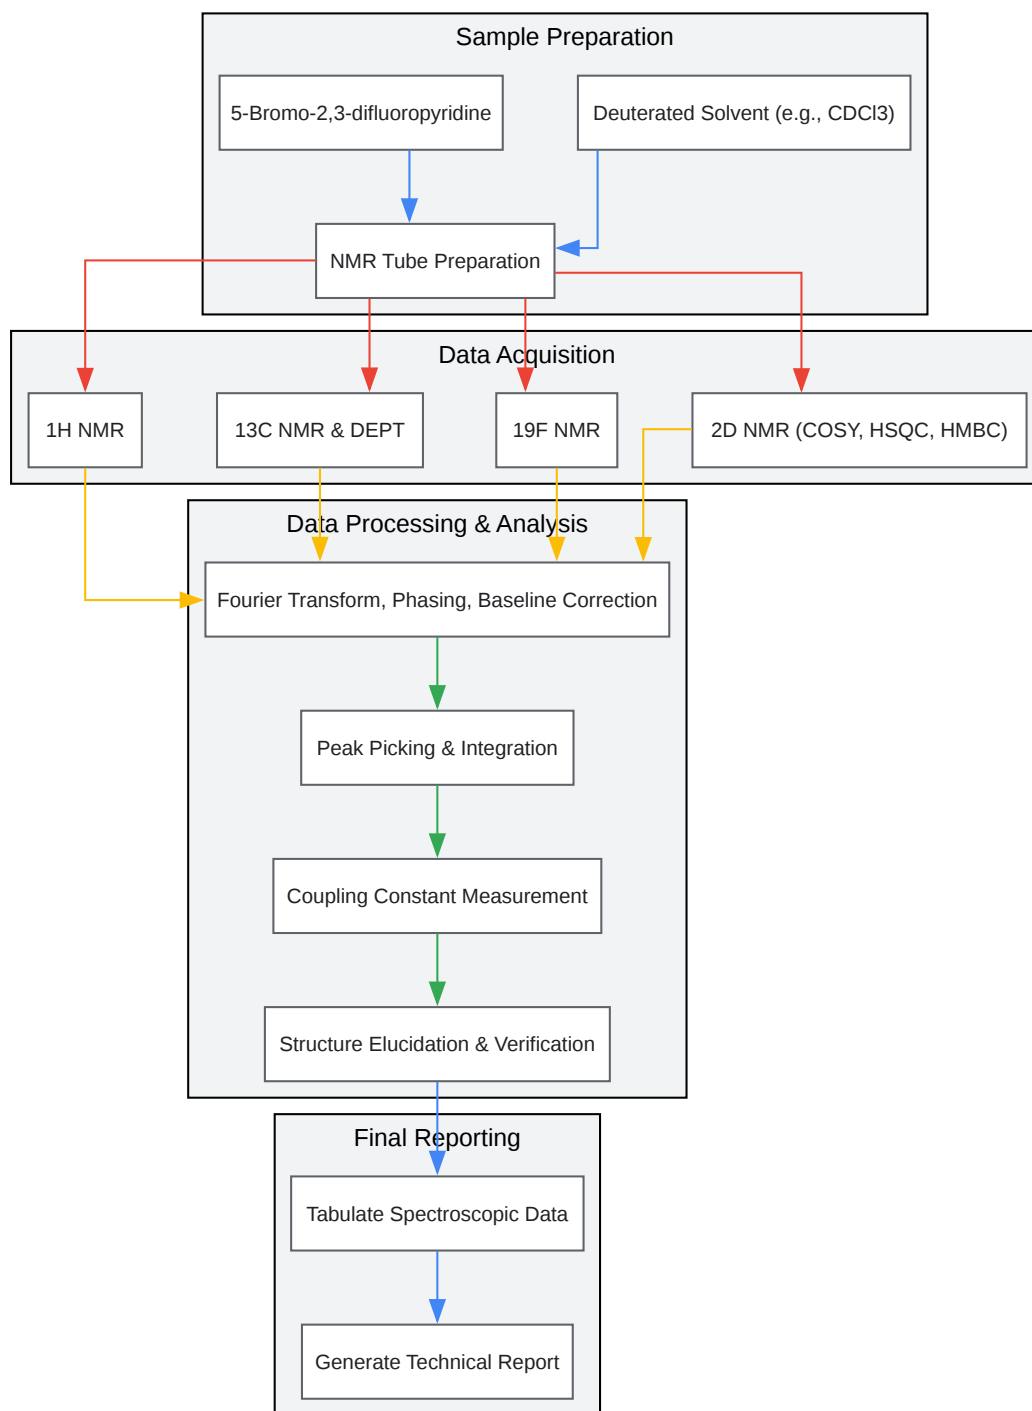 Sample Preparation
5-Bromo-2,3-difluoropyridine
Deuterated Solvent (e.g., CDCl3)
NMR Tube Preparation
Data Acquisition
1H NMR
13C NMR & DEPT
19F NMR
2D NMR (COSY, HSQC, HMBC)
Data Processing & Analysis
Fourier Transform, Phasing, Baseline Correction
Peak Picking & Integration
Coupling Constant Measurement
Structure Elucidation & Verification
Final Reporting
Tabulate Spectroscopic Data
Generate Technical Report